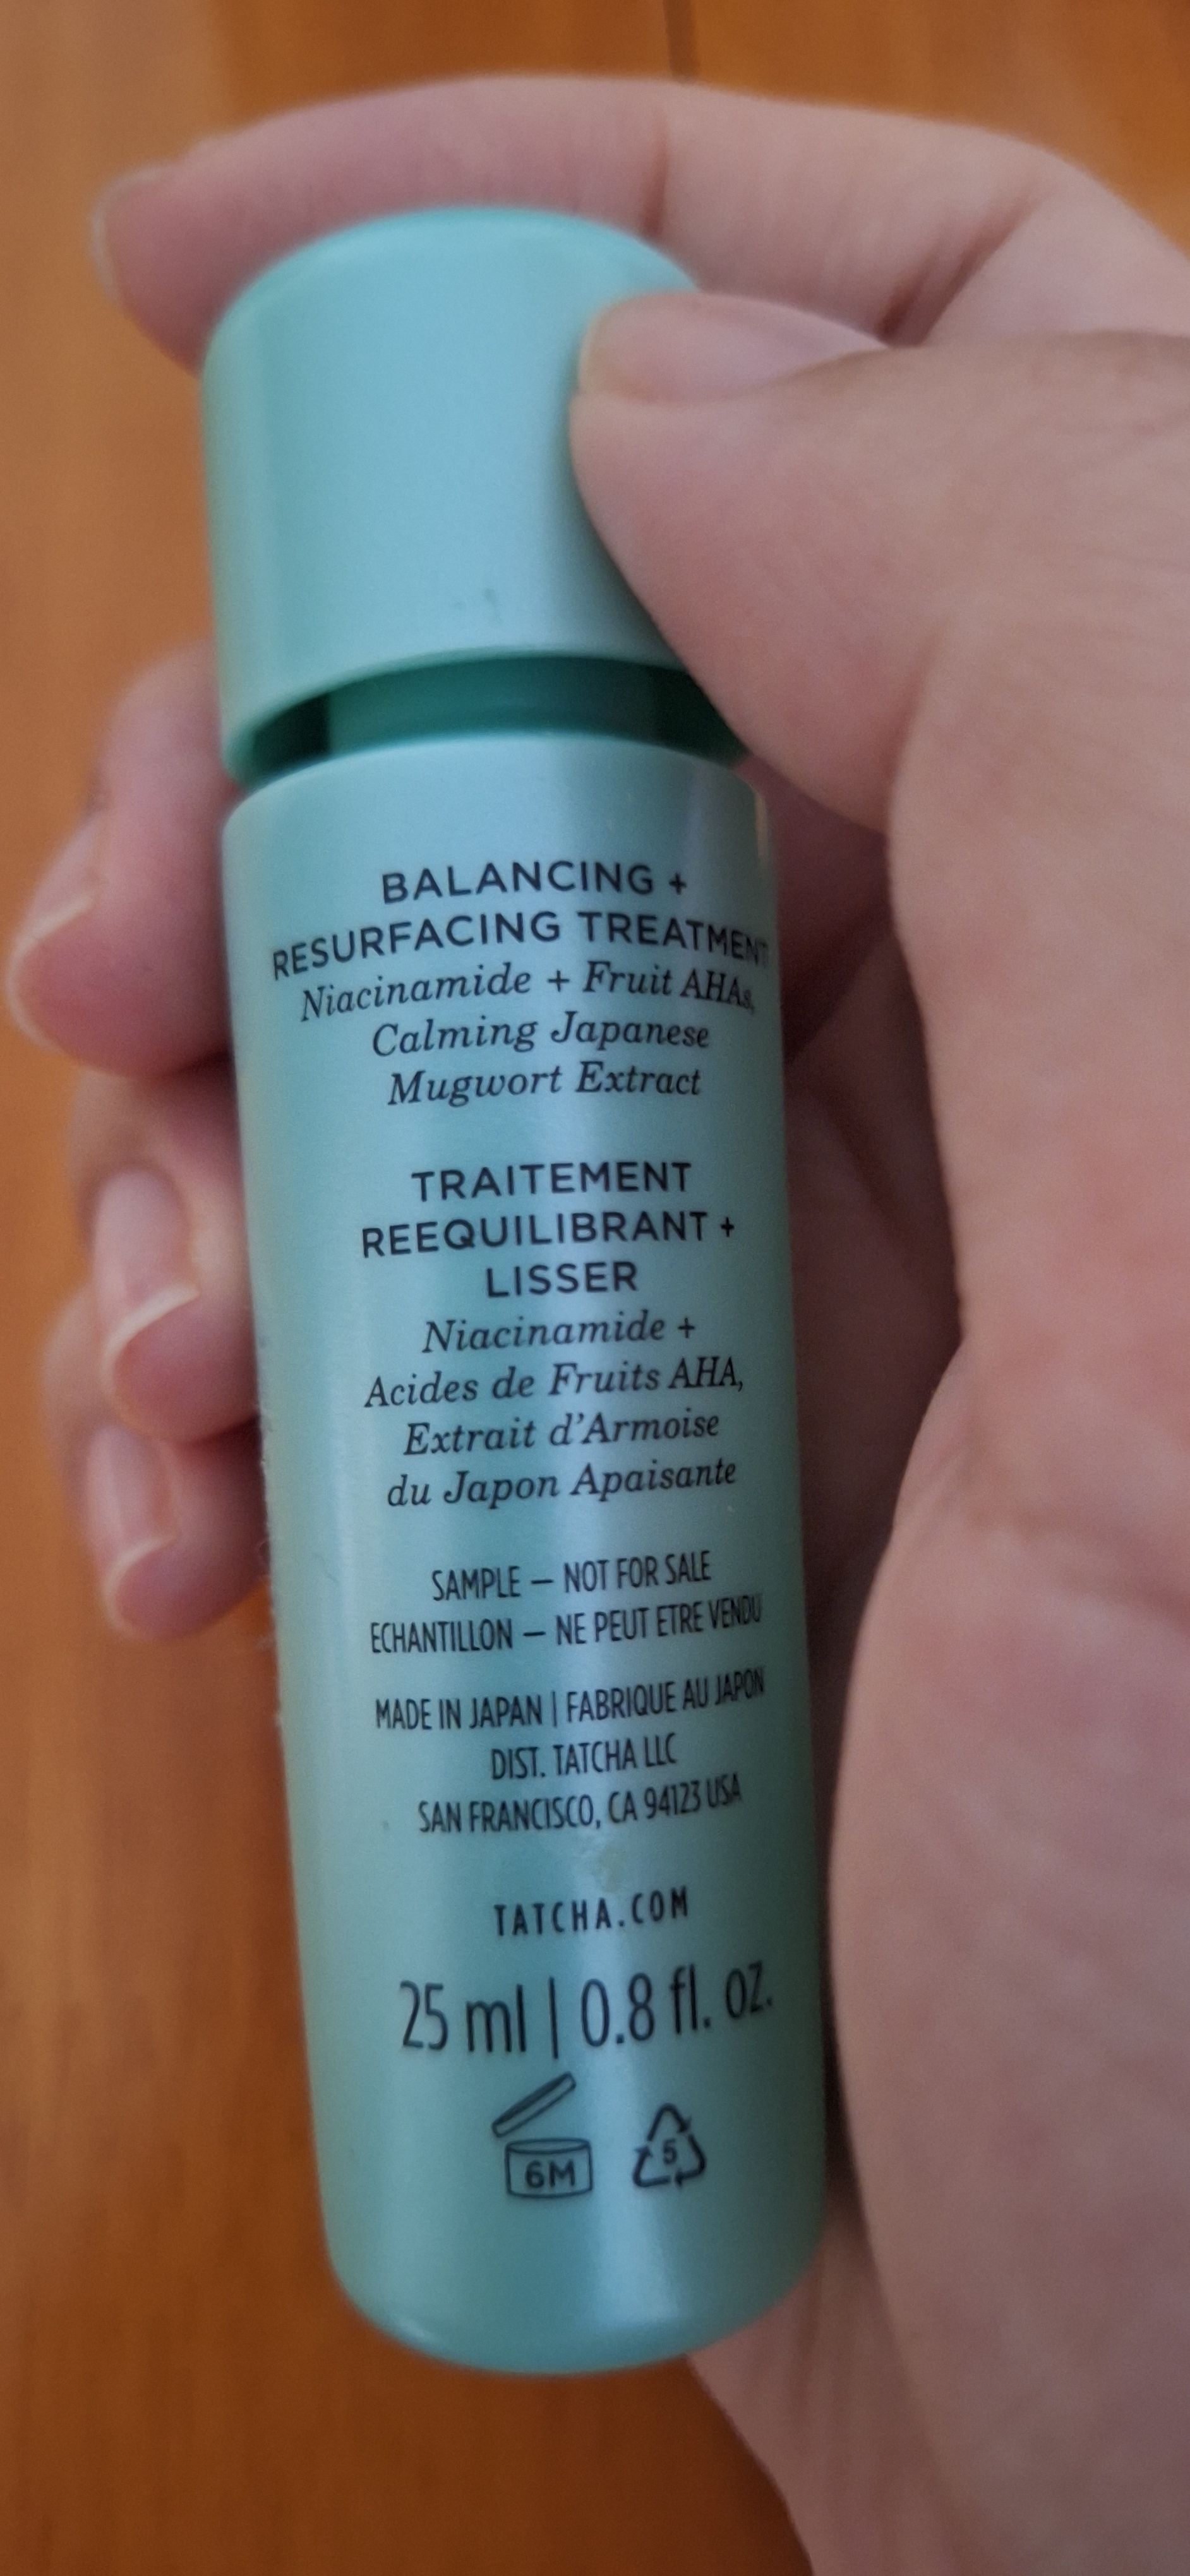 BALANCING +
RESURFACING TREATMENT
Niacinamide + Fruit AHAs,
Calming Japanese
Mugwort Extract
TRAITEMENT
REEQUILIBRANT +
LISSER
Niacinamide +
Acides de Fruits AHA,
Extrait d'Armoise
du Japon Apaisante
SAMPLE – NOT FOR SALE
ECHANTILLON – NE PEUT ETRE VENDU
MADE IN JAPAN | FABRIQUE AU JAPON
DIST. TATCHA LLC
SAN FRANCISCO, CA 94123 USA
TATCHA.COM
25 ml | 0.8 fl. oz.
6M 5